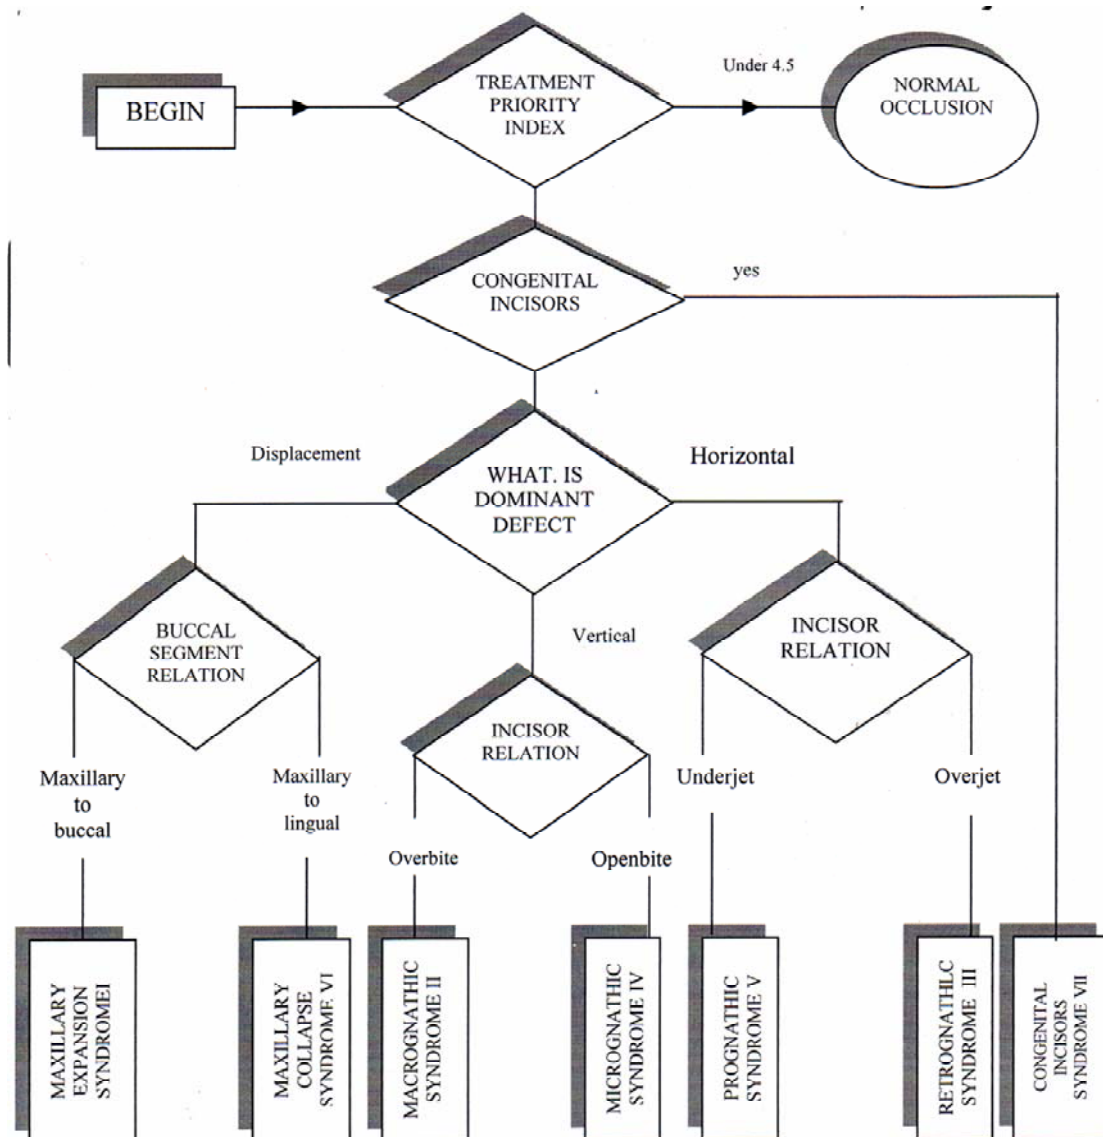 Under 4.5
BEGIN
TREATMENT
PRIORITY
INDEX
NORMAL
OCCLUSION
CONGENITAL
INCISORS
yes
Displacement
Horizontal
WHAT. IS
DOMINANT
DEFECT
BUCCAL
SEGMENT
RELATION
Vertical
INCISOR
RELATION
INCISOR
RELATION
Maxillary
to
buccal
Maxillary
to
lingual
Overbite
Openbite
Underjet
Overjet
MAXILLARY
EXPANSION
SYNDROMEI
MAXILLARY
COLLAPSE
SYNDROMF. VI
MACROGNATHIC
SYNDROME II
MICROGNATHIC
SYNDROME IV
PROGNATHIC
SYNDROME V
RETROGNATHLC
SYNDROME III
CONGENITAL
INCISORS
SYNDROME VII